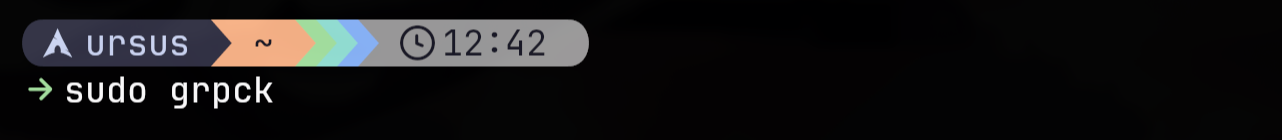 ursus ~ 12:42
→ sudo grpck